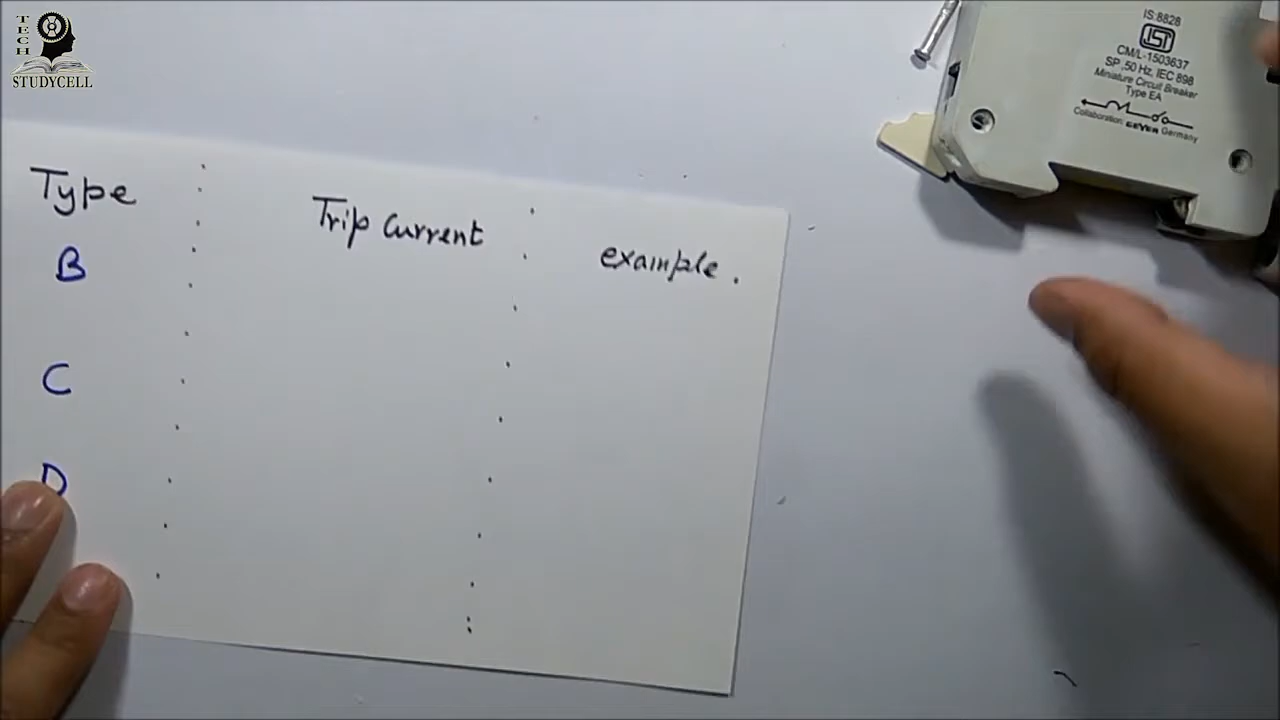 TECH
STUDYCELL
IS:8828
ISI
CM/L-1503637
SP ,50 Hz, IEC 898
Miniature Circuit Breaker
Type EA
Collaboration: GEYER Germany
Type Trip Current example.
B
C
D